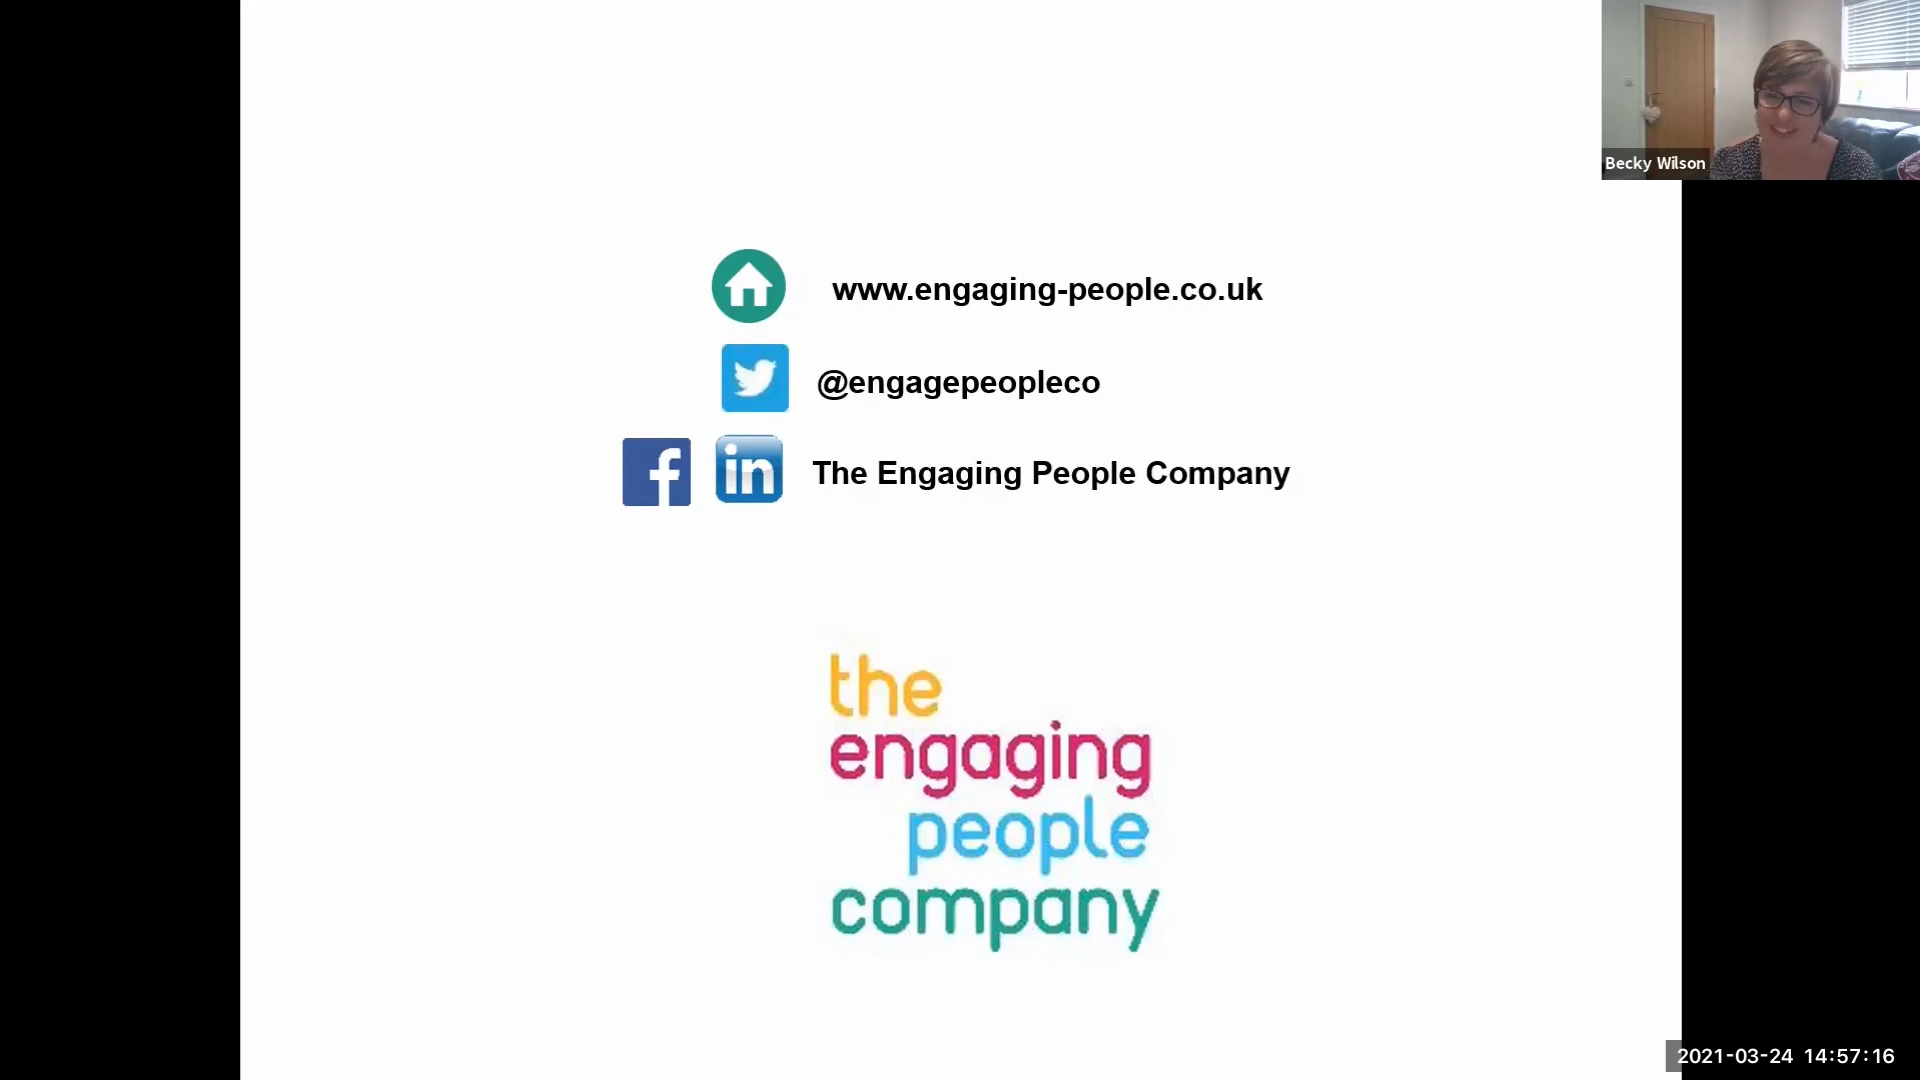 Becky Wilson
www.engaging-people.co.uk
@engagepeopleco
f in The Engaging People Company
the
engaging
people
company
2021-03-24 14:57:16